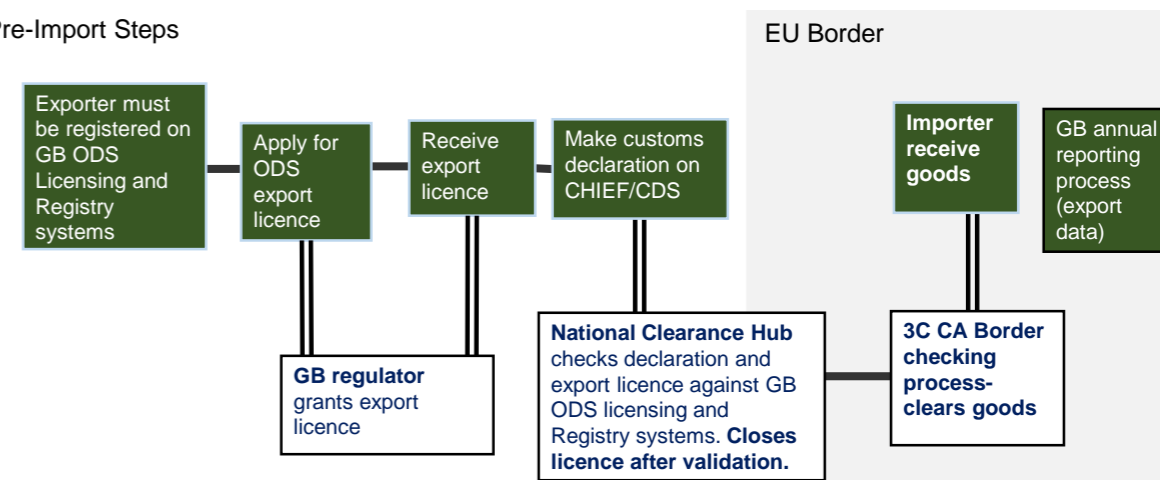 re-Import Steps
EU Border
Exporter must
be registered on
GB ODS
Licensing and
Registry
systems
Apply for
ODS
export
licence
Receive
export
licence
Make customs
declaration on
CHIEF/CDS
Importer
receive
goods
GB annual
reporting
process
(export
data)
GB regulator
grants export
licence
National Clearance Hub
checks declaration and
export licence against GB
ODS licensing and
Registry systems. Closes
licence after validation.
3C CA Border
checking
process-
clears goods